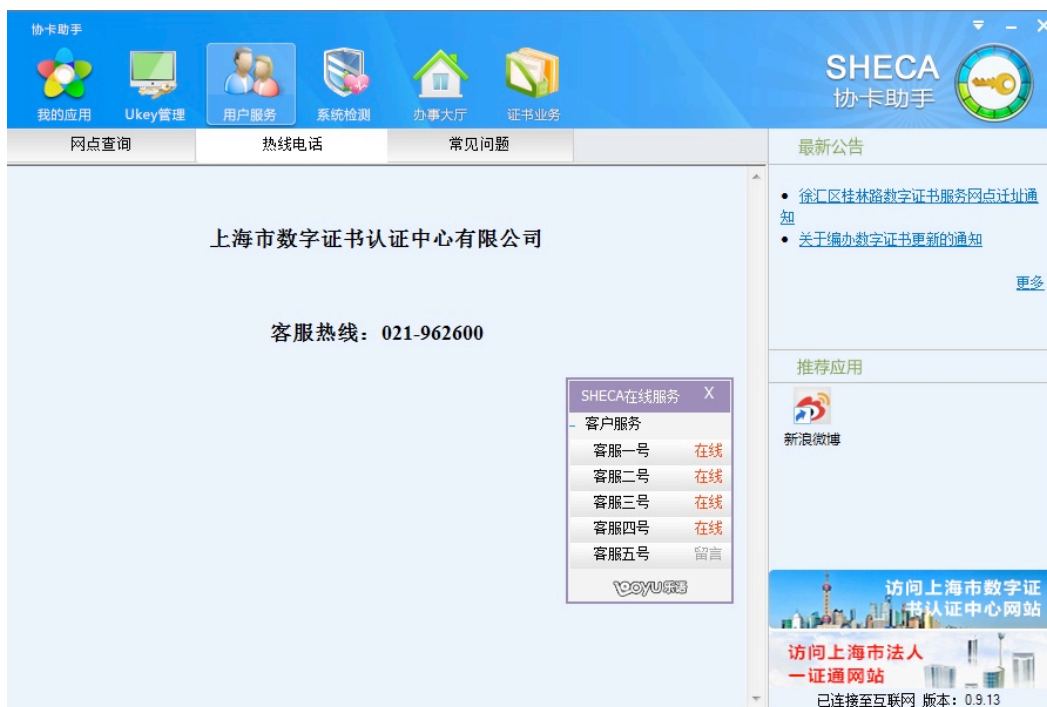 协卡助手
我的应用
Ukey管理
用户服务
系统检测
办事大厅
证书业务
SHECA
协卡助手
网点查询
热线电话
常见问题
上海市数字证书认证中心有限公司
客服热线：021-962600
SHECA在线服务 X
客户服务
客服一号 在线
客服二号 在线
客服三号 在线
客服四号 在线
客服五号 留言
LOOYU乐语
最新公告
徐汇区桂林路数字证书服务网点迁址通
知
关于编办数字证书更新的通知
更多
推荐应用
新浪微博
访问上海市数字证
书认证中心网站
访问上海市法人
一证通网站
已连接至互联网 版本：0.9.13